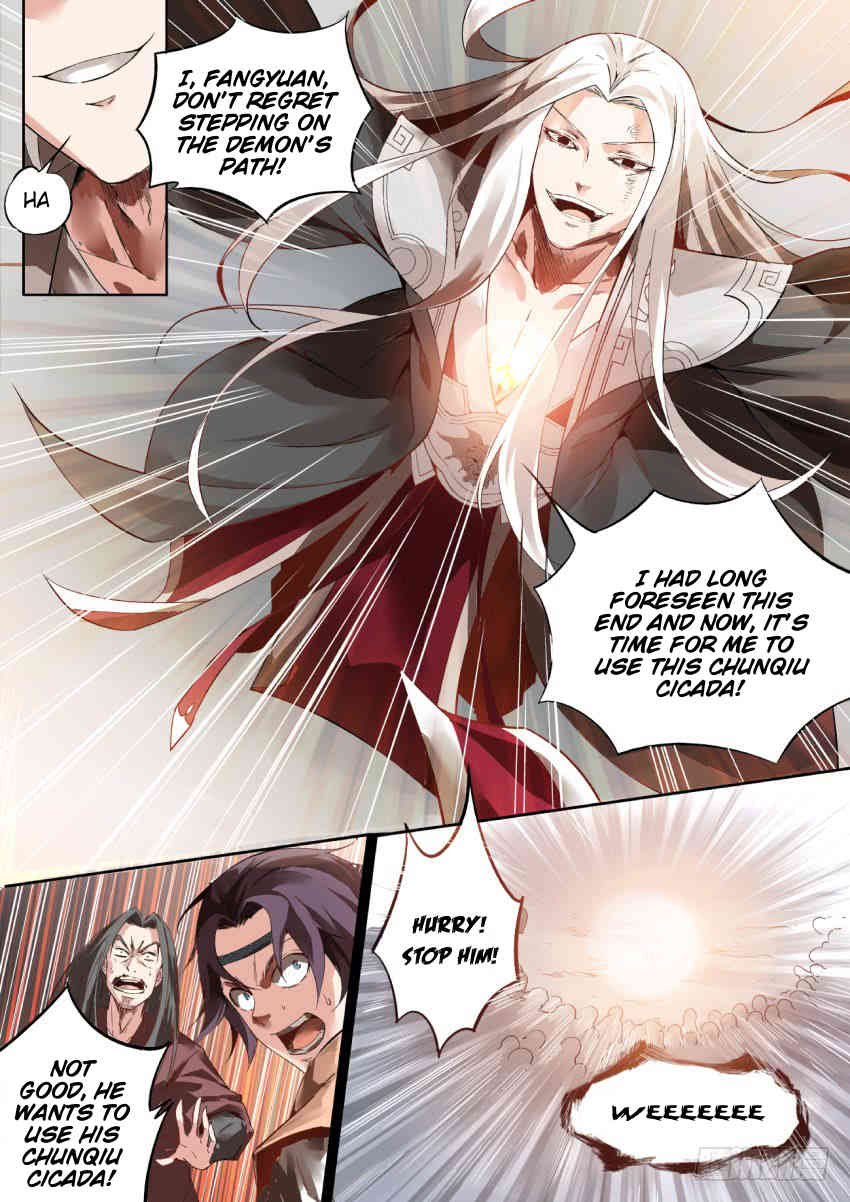 HA
I, FANGYUAN,
DON'T REGRET
STEPPING ON
THE DEMON'S
PATH!
I HAD LONG
FORESEEN THIS
END AND NOW, IT'S
TIME FOR ME TO
USE THIS CHUNQIU
CICADA!
NOT
GOOD, HE
WANTS TO
USE HIS
CHUNQIU
CICADA!
HURRY!
STOP HIM!
WEEEEEEE